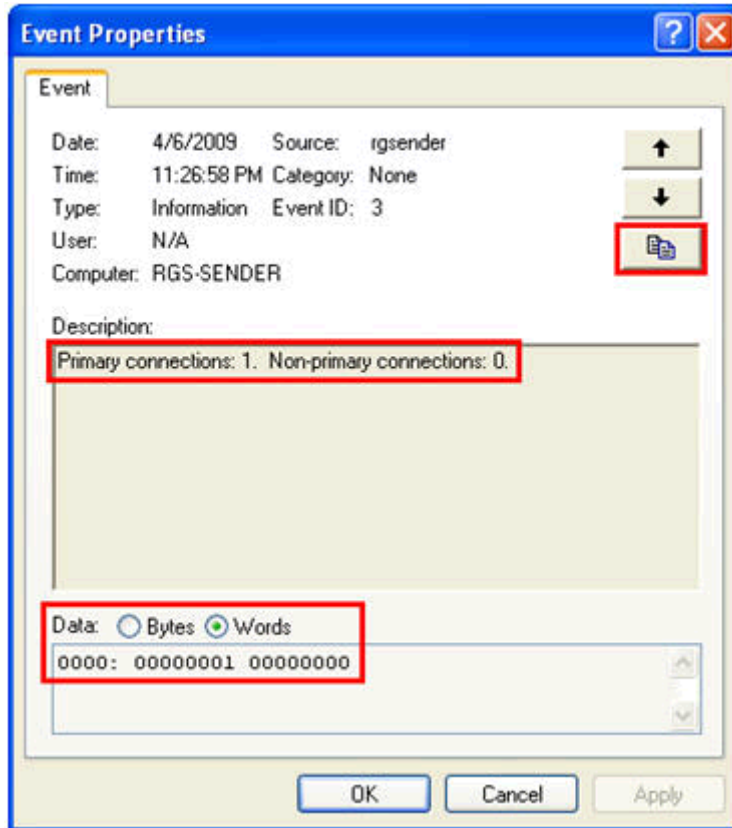 Event Properties
Event
Date: 4/6/2009 Source: rgsender
Time: 11:26:58 PM Category: None
Type: Information Event ID: 3
User: N/A
Computer: RGS-SENDER
Description:
Primary connections: 1. Non-primary connections: 0.
Data: Bytes Words
0000: 00000001 00000000
OK Cancel Apply